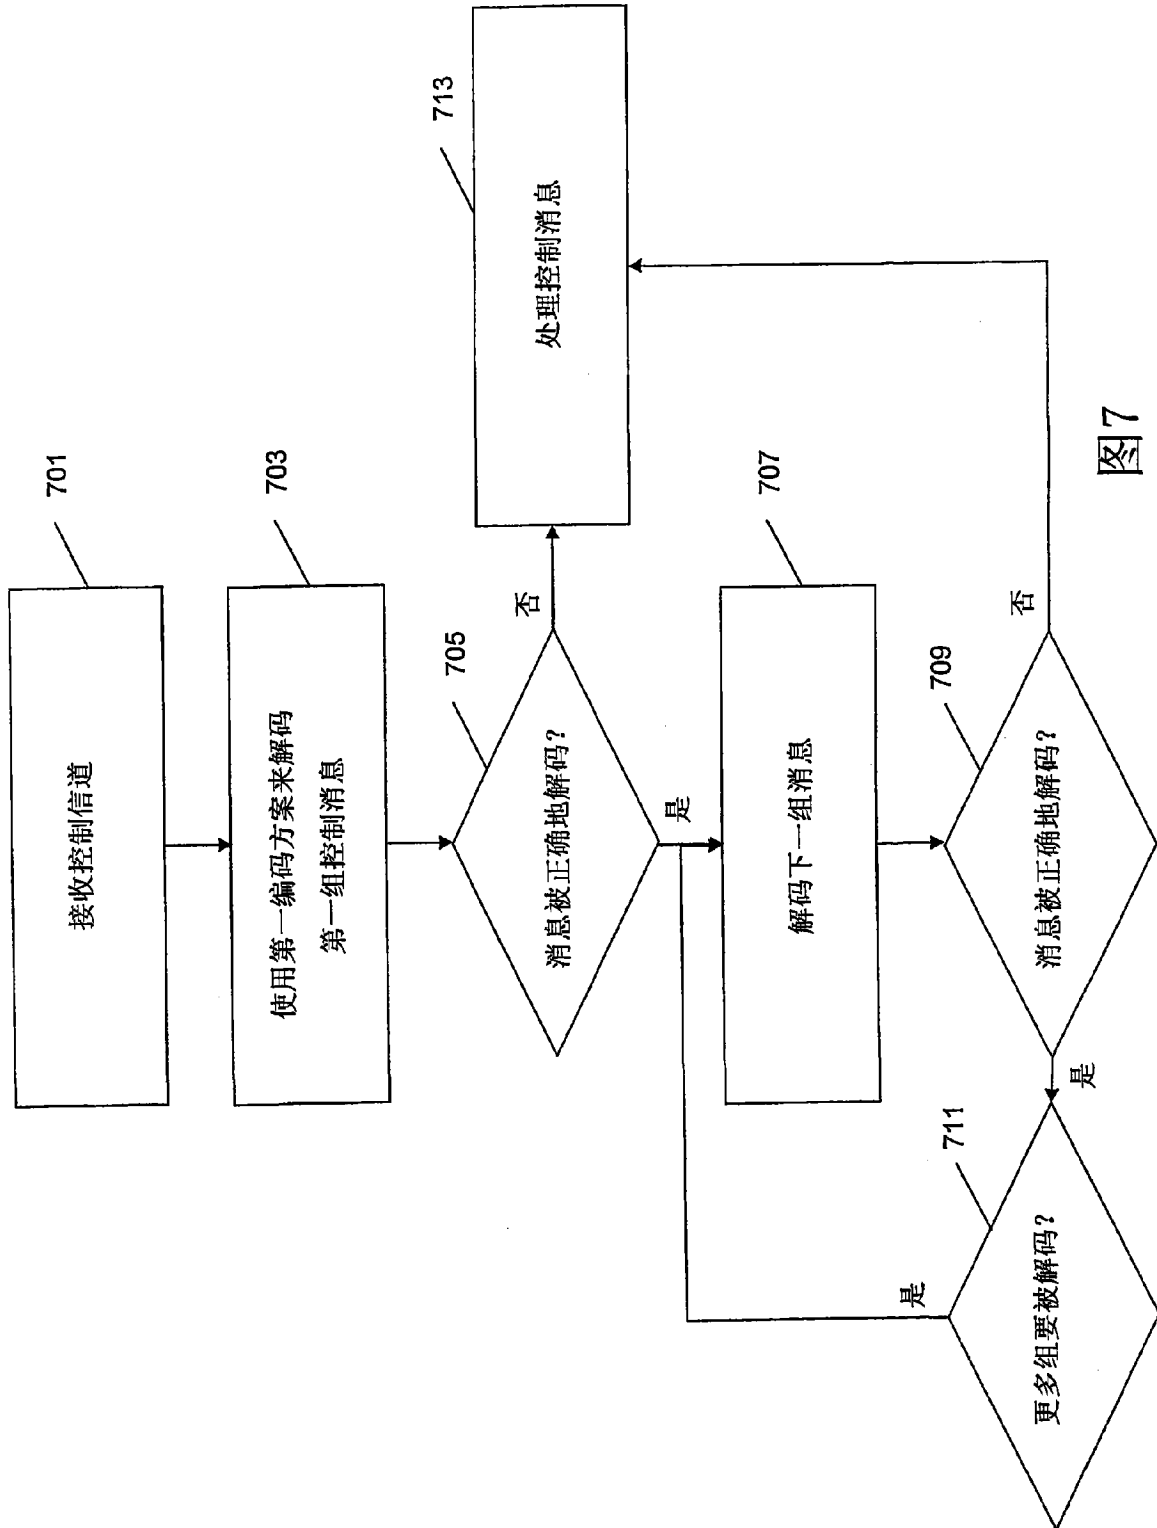 接收控制信道
701
使用第一编码方案来解码
第一组控制消息
703
消息被正确地解码?
705
否
是
处理控制消息
713
解码下一组消息
707
消息被正确地解码?
709
否
是
更多组要被解码?
711
是
图7